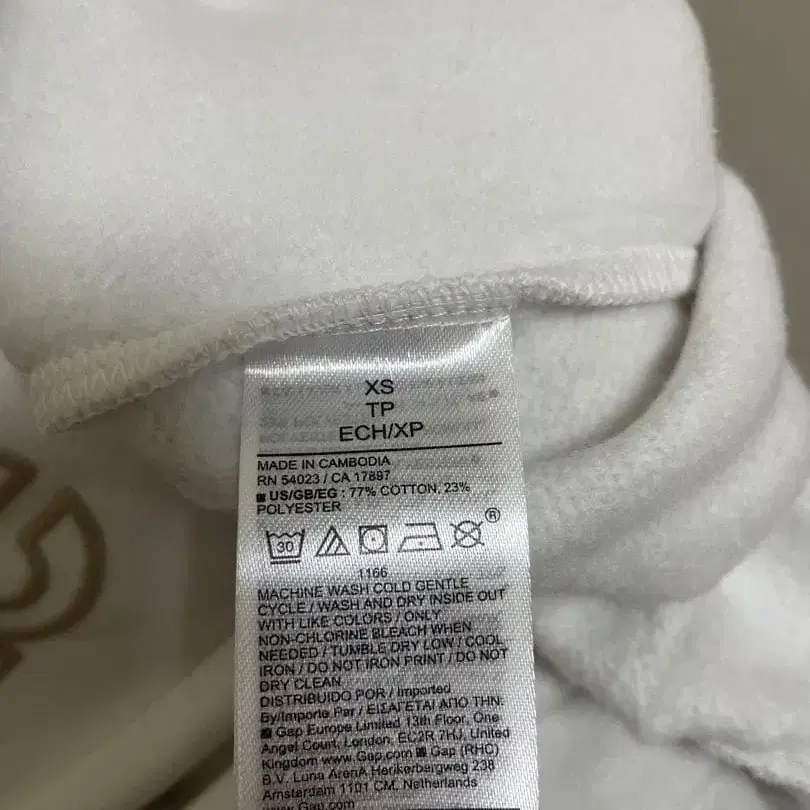 XS
TP
ECH/XP
MADE IN CAMBODIA
RN 54023 / CA 17897
US/GB/EG : 77% COTTON, 23%
POLYESTER
30
®
1166
MACHINE WASH COLD GENTLE
CYCLE / WASH AND DRY INSIDE OUT
WITH LIKE COLORS / ONLY
NON-CHLORINE BLEACH WHEN
NEEDED / TUMBLE DRY LOW / COOL
IRON / DO NOT IRON PRINT / DO NOT
DRY CLEAN
DISTRIBUIDO POR / Imported
By/Importe Par / ΕΙΣΑΓΕΤΑΙ ΑΠΟ ΤΗΝ:
Gap Europe Limited 13th Floor, One
Angel Court, London, EC2R 7HJ, United
Kingdom www.Gap.com Gap (RHC)
B.V. Luna ArenA Herikerbergweg 238
Amsterdam 1101 CM, Netherlands
www.Gap.com